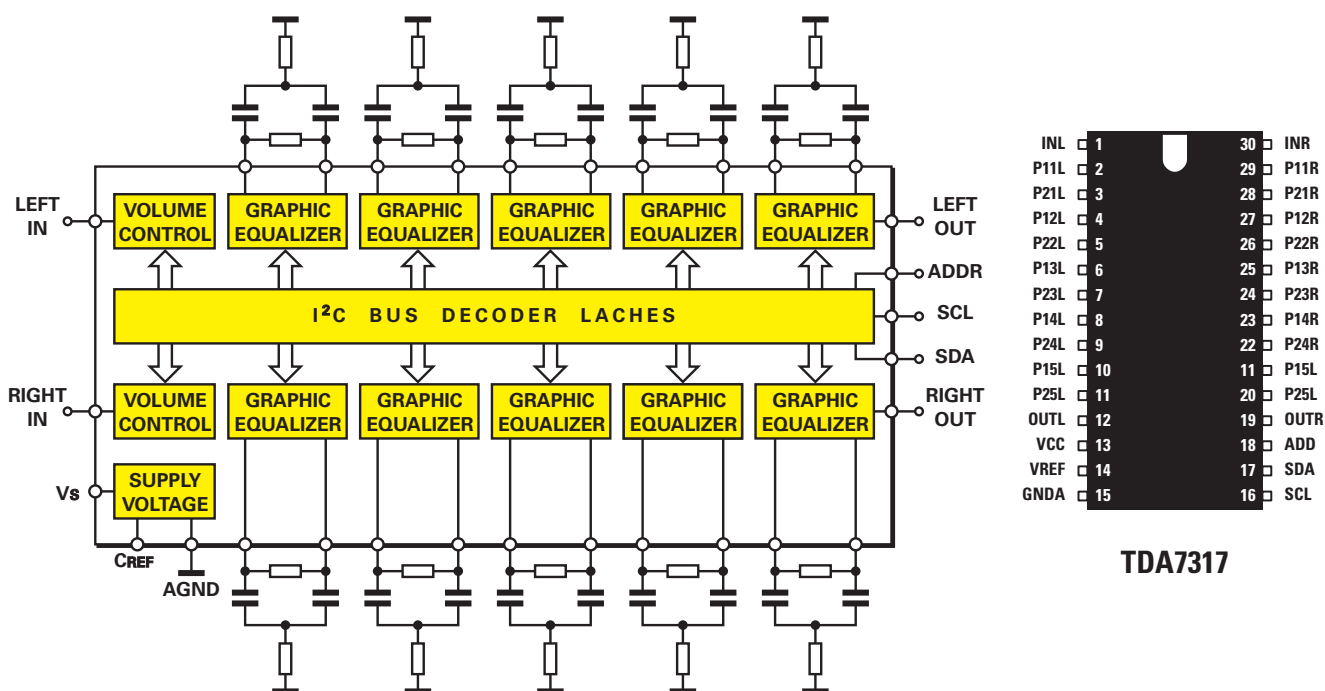 LEFT
IN
VOLUME
CONTROL
GRAPHIC
EQUALIZER
GRAPHIC
EQUALIZER
GRAPHIC
EQUALIZER
GRAPHIC
EQUALIZER
GRAPHIC
EQUALIZER
LEFT
OUT
ADDR
I²C BUS DECODER LACHES
SCL
SDA
RIGHT
IN
VOLUME
CONTROL
GRAPHIC
EQUALIZER
GRAPHIC
EQUALIZER
GRAPHIC
EQUALIZER
GRAPHIC
EQUALIZER
GRAPHIC
EQUALIZER
RIGHT
OUT
Vs
SUPPLY
VOLTAGE
CREF
AGND
INL 1 30 INR
P11L 2 29 P11R
P21L 3 28 P21R
P12L 4 27 P12R
P22L 5 26 P22R
P13L 6 25 P13R
P23L 7 24 P23R
P14L 8 23 P14R
P24L 9 22 P24R
P15L 10 11 P15L
P25L 11 20 P25L
OUTL 12 19 OUTR
VCC 13 18 ADD
VREF 14 17 SDA
GNDA 15 16 SCL
TDA7317